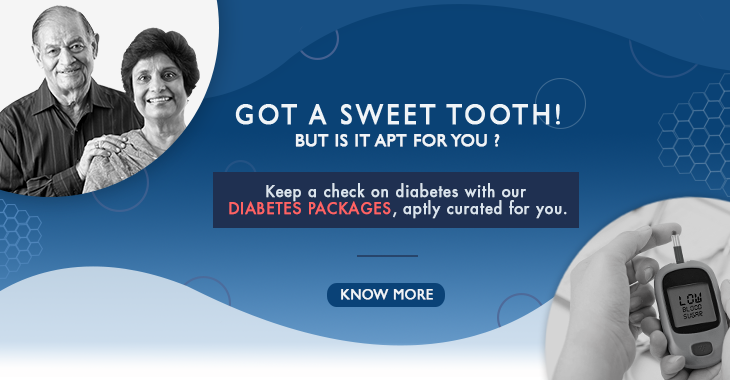 GOT A SWEET TOOTH!
BUT IS IT APT FOR YOU ?
Keep a check on diabetes with our
DIABETES PACKAGES, aptly curated for you.
KNOW MORE
LOW
BLOOD
SUGAR